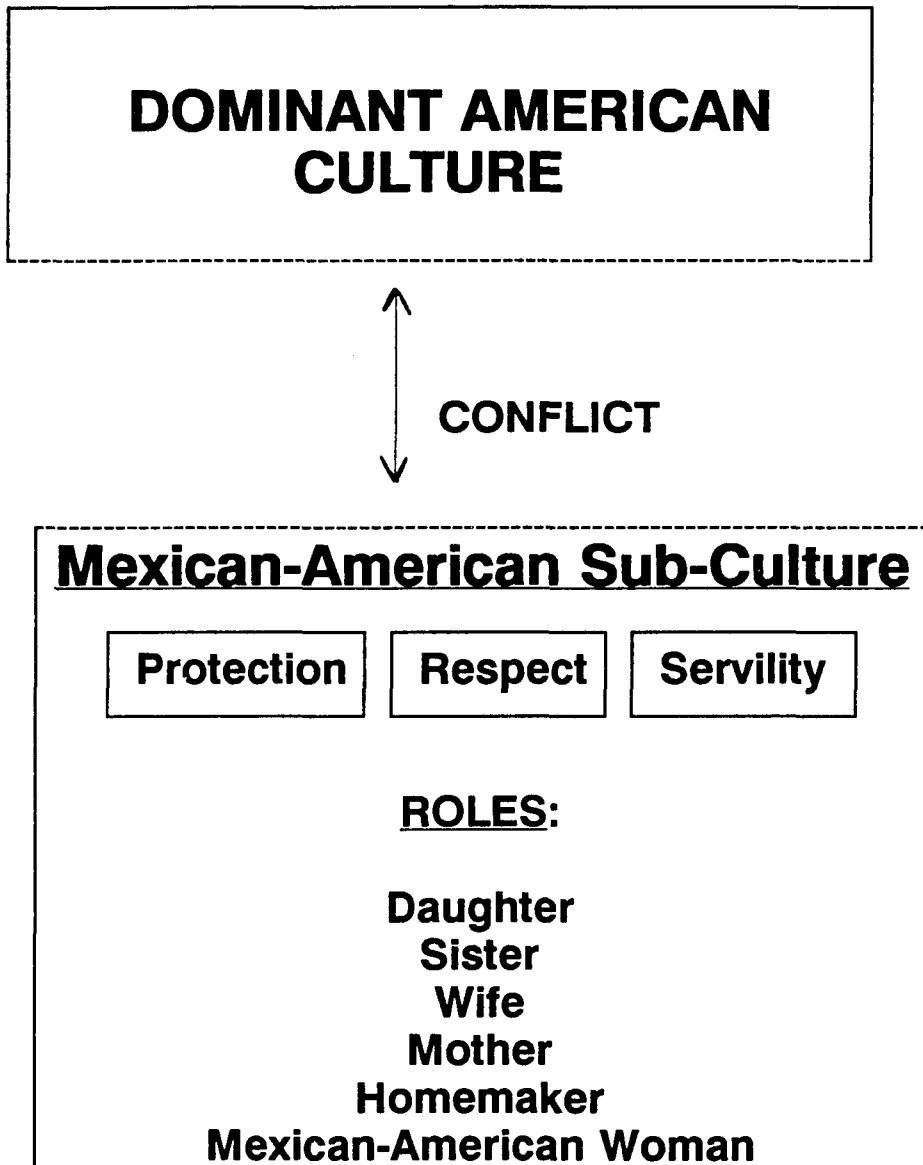 DOMINANT AMERICAN
CULTURE
CONFLICT
Mexican-American Sub-Culture
Protection Respect Servility
ROLES:
Daughter
Sister
Wife
Mother
Homemaker
Mexican-American Woman